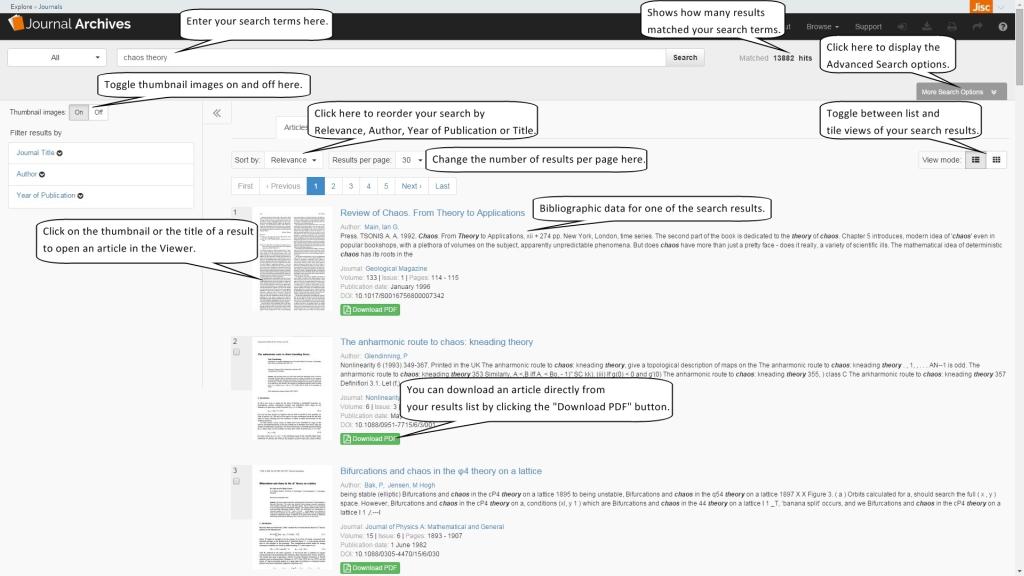 Explore › Journals
Jisc
Journal Archives
Enter your search terms here.
Shows how many results
matched your search terms.
ut
Browse
Support
All
chaos theory
Search
Matched 13882 hits
Click here to display the
Advanced Search options.
Toggle thumbnail images on and off here.
More Search Options
Thumbnail images: On Off
Click here to reorder your search by
Relevance, Author, Year of Publication or Title.
Toggle between list and
tile views of your search results.
Articles
Filter results by
Journal Title
Author
Year of Publication
Sort by: Relevance
Results per page: 30
Change the number of results per page here.
View mode:
First ‹ Previous 1 2 3 4 5 Next › Last
Click on the thumbnail or the title of a result
to open an article in the Viewer.
1
Review of Chaos. From Theory to Applications
Bibliographic data for one of the search results.
Author: Main, Ian G.
Press. TSONIS A. A. 1992. Chaos. From Theory to Applications, xii + 274 pp. New York, London, time series. The second part of the book is dedicated to the theory of chaos. Chapter 5 introduces, modern idea of 'chaos' even in
popular bookshops, with a plethora of volumes on the subject, apparently unpredictable phenomena. But does chaos have more than just a pretty face - does it really, a variety of scientific ills. The mathematical idea of deterministic
chaos has its roots in the
Journal: Geological Magazine
Volume: 133 | Issue: 1 | Pages: 114 - 115
Publication date: January 1996
DOI: 10.1017/S0016756800007342
Download PDF
2
The anharmonic route to chaos: kneading theory
Author: Glendinning, P
Nonlinearity 6 (1993) 349-367. Printed in the UK The anharmonic route to chaos: kneading theory, give a topological description of maps on the The anharmonic route to chaos: kneading theory . , 1, . . . , AN--1 is odd. The
anharmonic route to chaos: kneading theory 353 Similarly, The anharmonic route to chaos: kneading theory 355, ) class C The anharmonic route to chaos: kneading theory 357
Definifiori 3.1. Let
You can download an article directly from
your results list by clicking the "Download PDF" button.
Journal: Nonlinearity
Volume: 6 | Issue: 3
Publication date:
DOI: 10.1088/0951-7715/6/3/001
Download PDF
3
Bifurcations and chaos in the φ4 theory on a lattice
Author: Bak, P, Jensen, M Hogh
being stable (elliptic) Bifurcations and chaos in the cP4 theory on a lattice 1895 to being unstable, Bifurcations and chaos in the q54 theory on a lattice 1897 X X Figure 3. ( a ) Orbits calculated for a, should search the full ( x , y )
space. However, Bifurcations and chaos in the cP4 theory on a, conditions (xl, y 1 ) which are Bifurcations and chaos in the 44 theory on a lattice l 1 _T, 'banana split' occurs, and we Bifurcations and chaos in the cP4 theory on a
lattice l 1 /.---l
Journal: Journal of Physics A: Mathematical and General
Volume: 15 | Issue: 6 | Pages: 1893 - 1907
Publication date: 1 June 1982
DOI: 10.1088/0305-4470/15/6/030
Download PDF